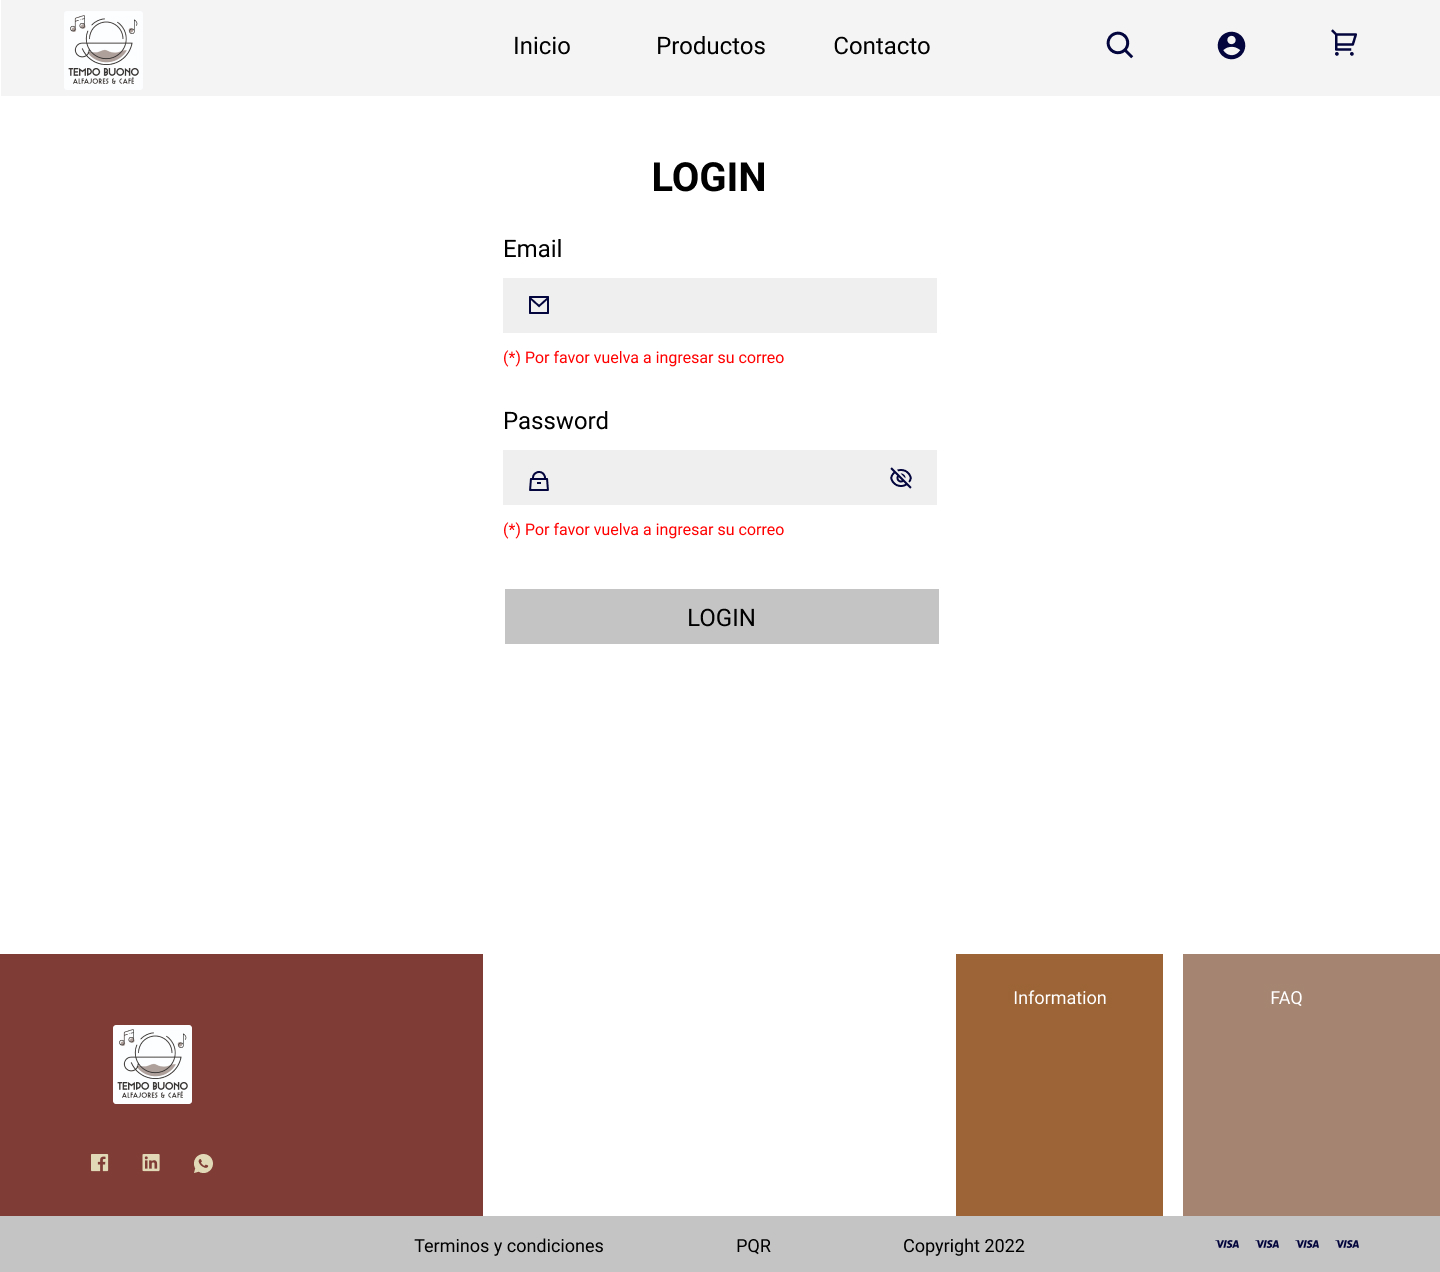 TEMPO BUONO
ALFAJORES & CAFÉ
Inicio
Productos
Contacto
LOGIN
Email
(*) Por favor vuelva a ingresar su correo
Password
(*) Por favor vuelva a ingresar su correo
LOGIN
TEMPO BUONO
ALFAJORES & CAFÉ
Information
FAQ
Terminos y condiciones
PQR
Copyright 2022
VISA
VISA
VISA
VISA